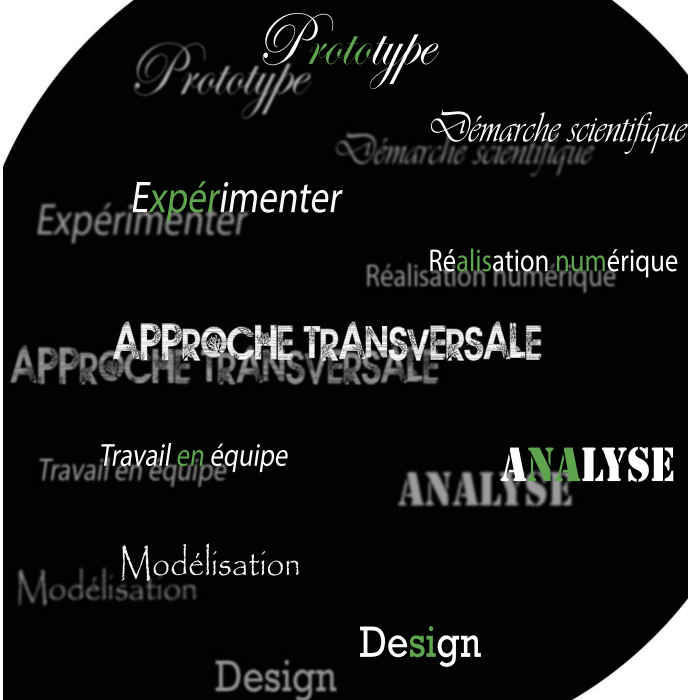 Prototype
Prototype
Démarche scientifique
Démarche scientifique
Expérimenter
Expérimenter
Réalisation numérique
Réalisation numérique
APPROCHE TRANSVERSALE
APPROCHE TRANSVERSALE
Travail en équipe
Travail en équipe
ANALYSE
ANALYSE
Modélisation
Modélisation
Design
Design